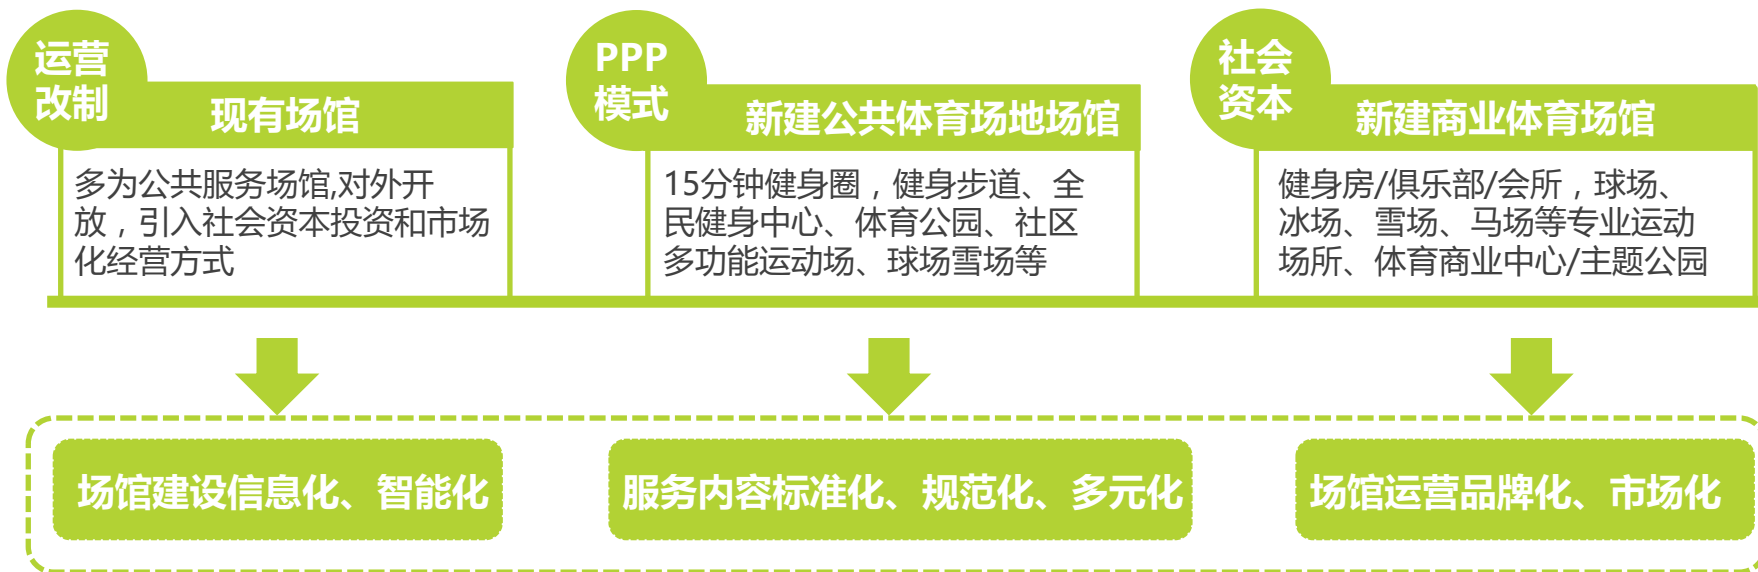 运营
改制
现有场馆
多为公共服务场馆,对外开
放，引入社会资本投资和市场
化经营方式
PPP
模式
新建公共体育场地场馆
15分钟健身圈，健身步道、全
民健身中心、体育公园、社区
多功能运动场、球场雪场等
社会
资本
新建商业体育场馆
健身房/俱乐部/会所，球场、
冰场、雪场、马场等专业运动
场所、体育商业中心/主题公园
场馆建设信息化、智能化
服务内容标准化、规范化、多元化
场馆运营品牌化、市场化